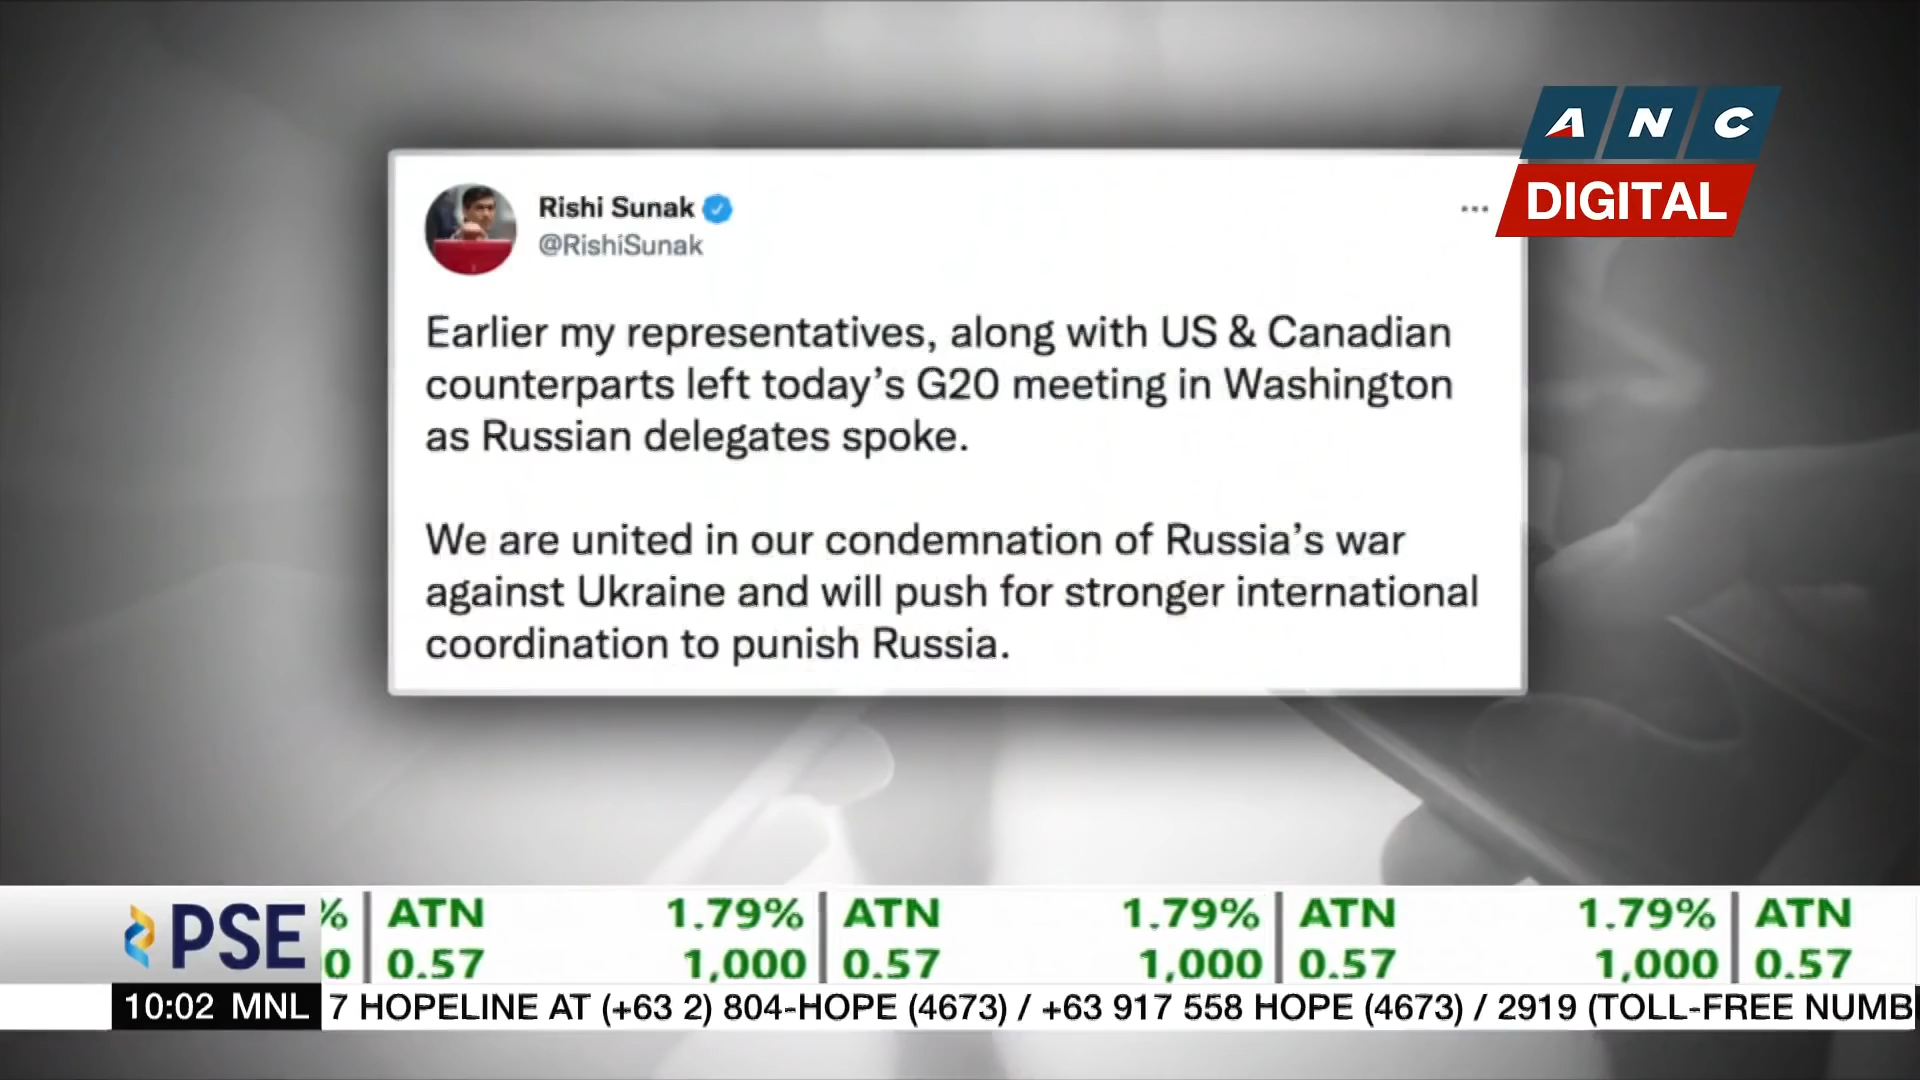 ANC
DIGITAL
Rishi Sunak
@RishiSunak
Earlier my representatives, along with US & Canadian
counterparts left today’s G20 meeting in Washington
as Russian delegates spoke.
We are united in our condemnation of Russia’s war
against Ukraine and will push for stronger international
coordination to punish Russia.
PSE % ATN 1.79% ATN 1.79% ATN 1.79% ATN
0 0.57 1,000 0.57 1,000 0.57 1,000 0.57
10:02 MNL 7 HOPELINE AT (+63 2) 804-HOPE (4673) / +63 917 558 HOPE (4673) / 2919 (TOLL-FREE NUMB